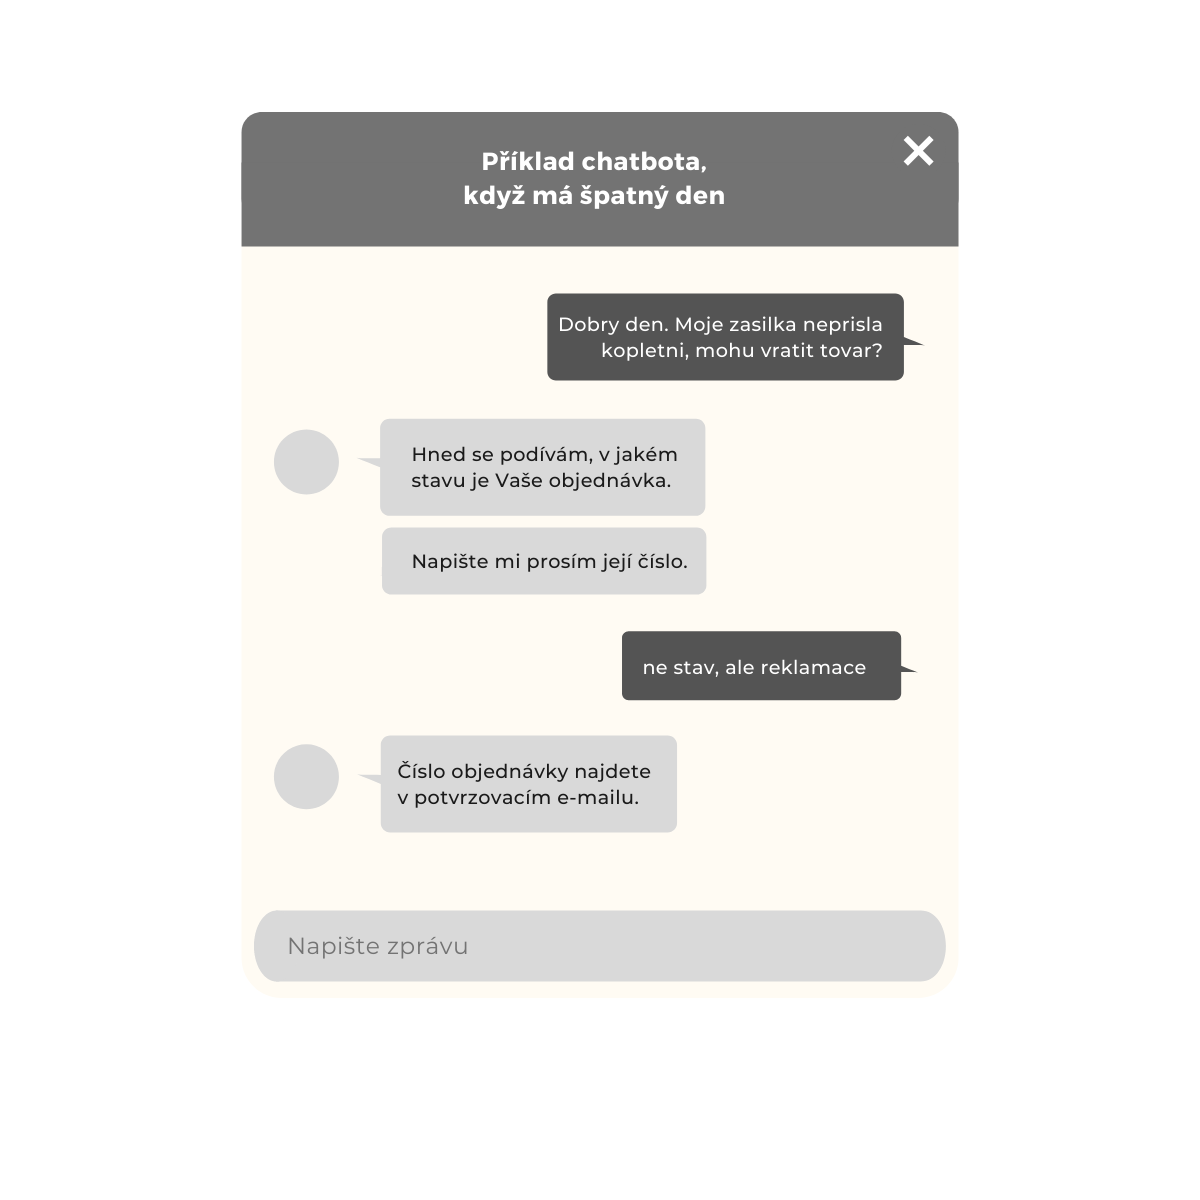 Příklad chatbota,
když má špatný den
Dobry den. Moje zasilka neprisla
kopletni, mohu vratit tovar?
Hned se podívám, v jakém
stavu je Vaše objednávka.
Napište mi prosím její číslo.
ne stav, ale reklamace
Číslo objednávky najdete
v potvrzovacím e-mailu.
Napište zprávu